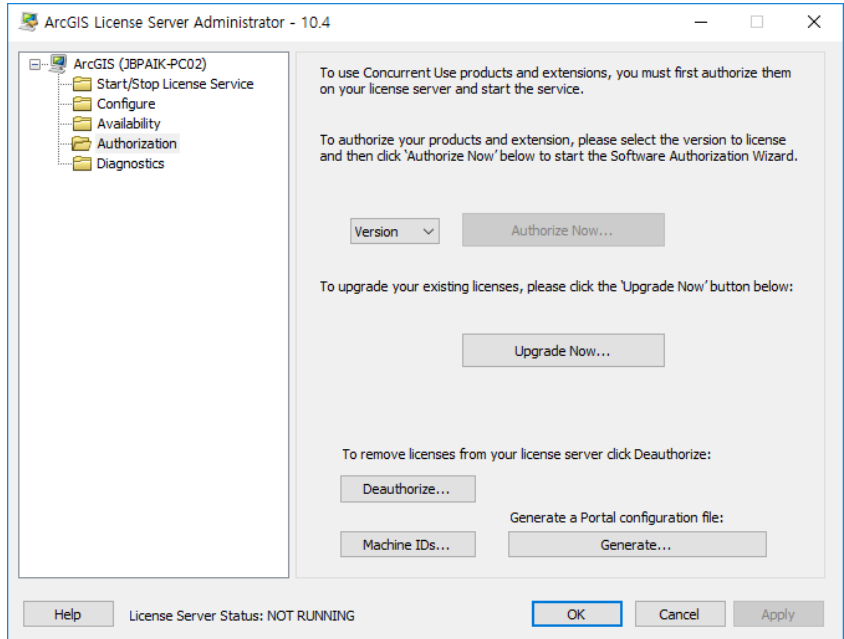 ArcGIS License Server Administrator - 10.4
ArcGIS (JBPAIK-PC02)
Start/Stop License Service
Configure
Availability
Authorization
Diagnostics
To use Concurrent Use products and extensions, you must first authorize them
on your license server and start the service.
To authorize your products and extension, please select the version to license
and then click 'Authorize Now' below to start the Software Authorization Wizard.
Version
Authorize Now...
To upgrade your existing licenses, please click the 'Upgrade Now' button below:
Upgrade Now...
To remove licenses from your license server click Deauthorize:
Deauthorize...
Generate a Portal configuration file:
Machine IDs...
Generate...
Help
License Server Status: NOT RUNNING
OK
Cancel
Apply